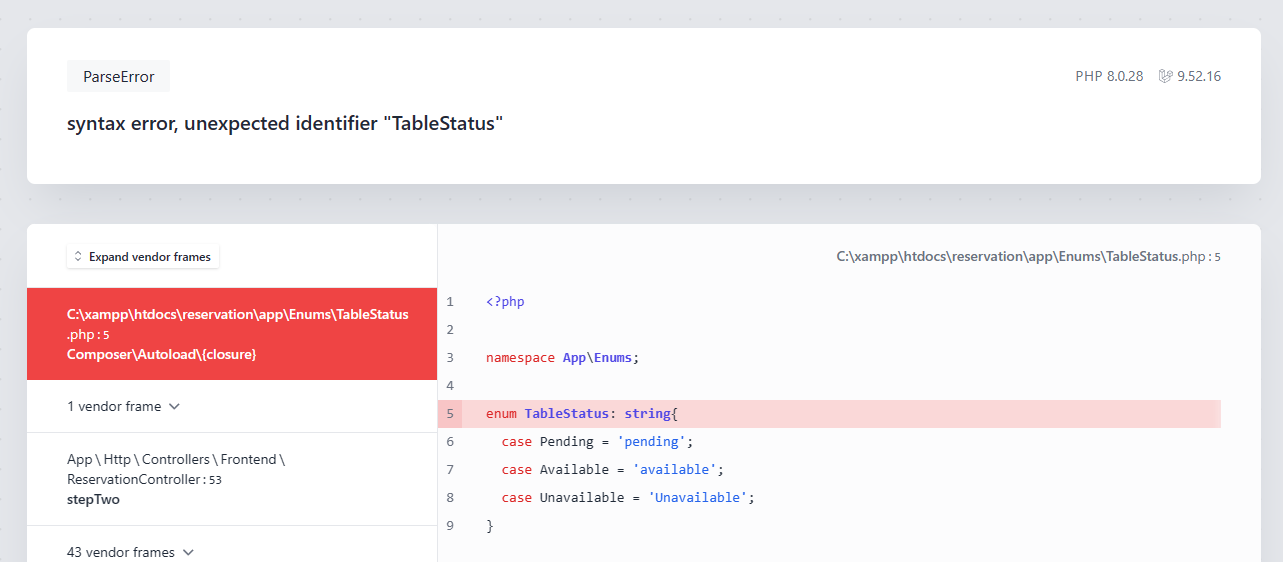 ParseError
PHP 8.0.28 9.52.16
syntax error, unexpected identifier "TableStatus"
Expand vendor frames
C:\xampp\htdocs\reservation\app\Enums\TableStatus
.php : 5
Composer\Autoload\{closure}
1 vendor frame
App \ Http \ Controllers \ Frontend \
ReservationController : 53
stepTwo
43 vendor frames
C:\xampp\htdocs\reservation\app\Enums\TableStatus.php : 5
1 <?php
2
3 namespace App\Enums;
4
5 enum TableStatus: string{
6   case Pending = 'pending';
7   case Available = 'available';
8   case Unavailable = 'Unavailable';
9 }